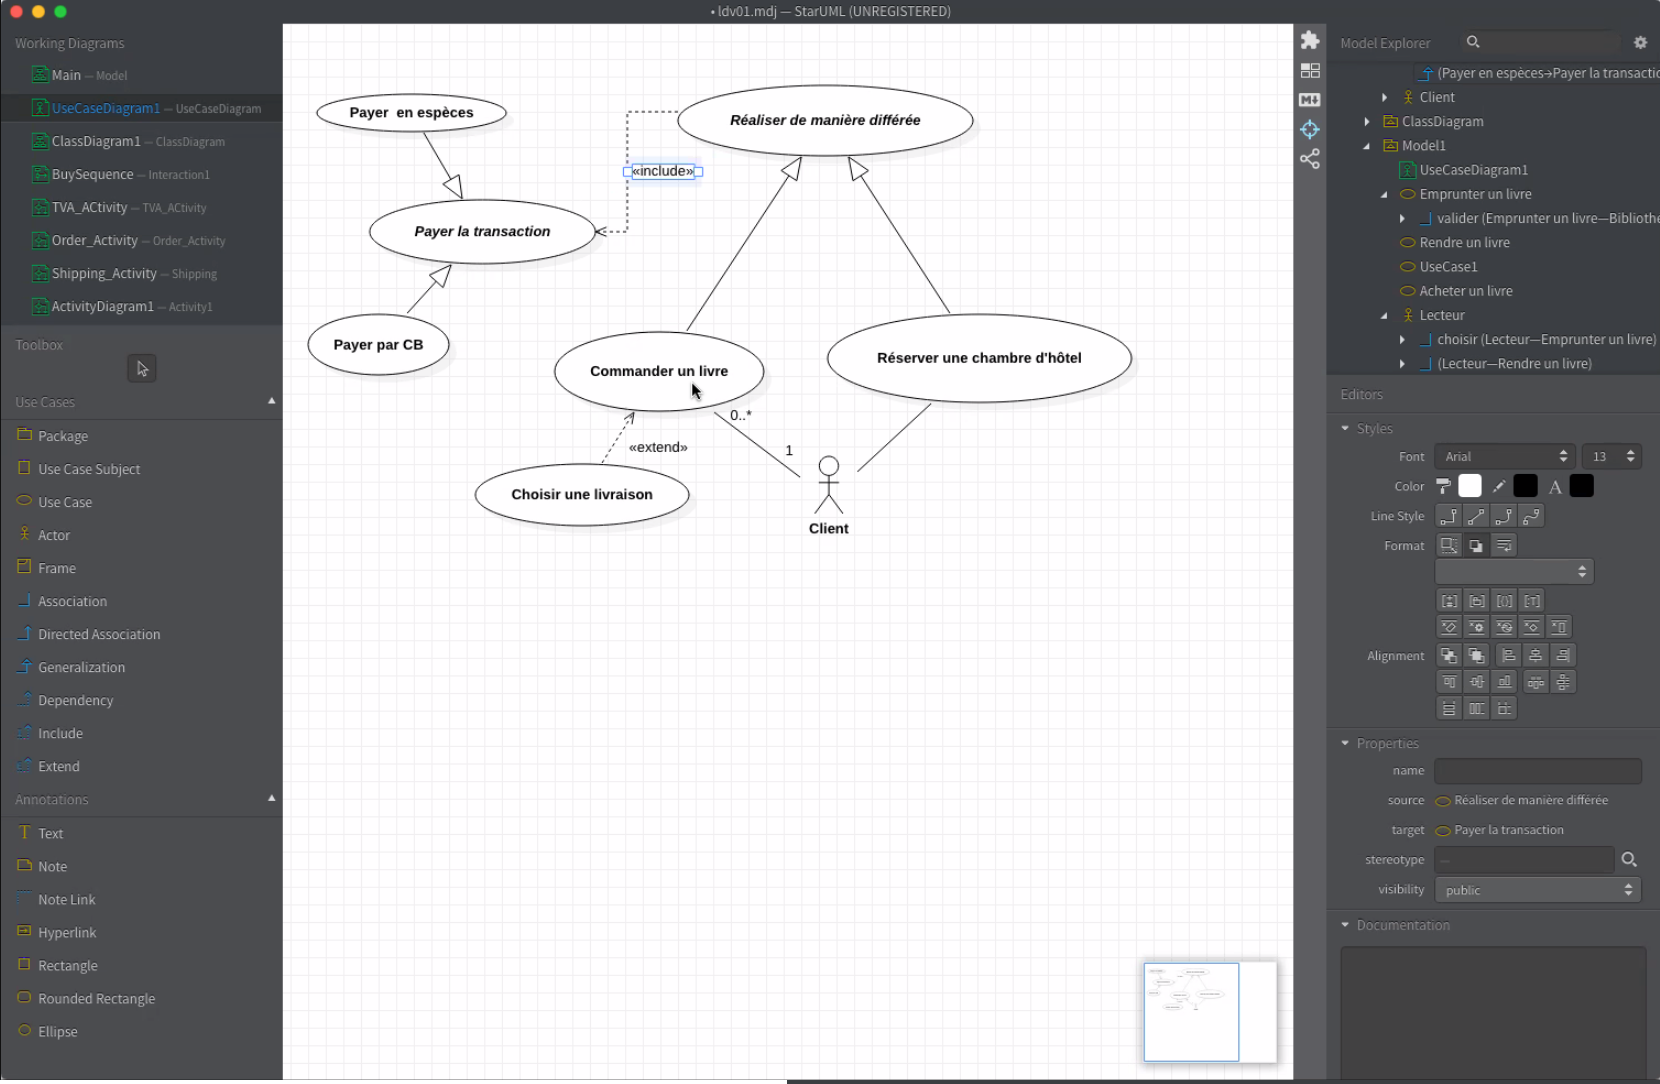 • ldv01.mdj — StarUML (UNREGISTERED)
Working Diagrams
Main — Model
UseCaseDiagram1 — UseCaseDiagram
ClassDiagram1 — ClassDiagram
BuySequence — Interaction1
TVA_ACtivity — TVA_ACtivity
Order_Activity — Order_Activity
Shipping_Activity — Shipping
ActivityDiagram1 — Activity1
Toolbox
Use Cases
Package
Use Case Subject
Use Case
Actor
Frame
Association
Directed Association
Generalization
Dependency
Include
Extend
Annotations
Text
Note
Note Link
Hyperlink
Rectangle
Rounded Rectangle
Ellipse
Payer en espèces
Réaliser de manière différée
«include»
Payer la transaction
Payer par CB
Commander un livre
Réserver une chambre d'hôtel
0..*
1
«extend»
Choisir une livraison
Client
Model Explorer
(Payer en espèces→Payer la transactio
Client
ClassDiagram
Model1
UseCaseDiagram1
Emprunter un livre
valider (Emprunter un livre—Biblioth
Rendre un livre
UseCase1
Acheter un livre
Lecteur
choisir (Lecteur—Emprunter un livre)
(Lecteur—Rendre un livre)
Editors
Styles
Font Arial 13
Color A
Line Style
Format
Alignment
Properties
name
source Réaliser de manière différée
target Payer la transaction
stereotype —
visibility public
Documentation